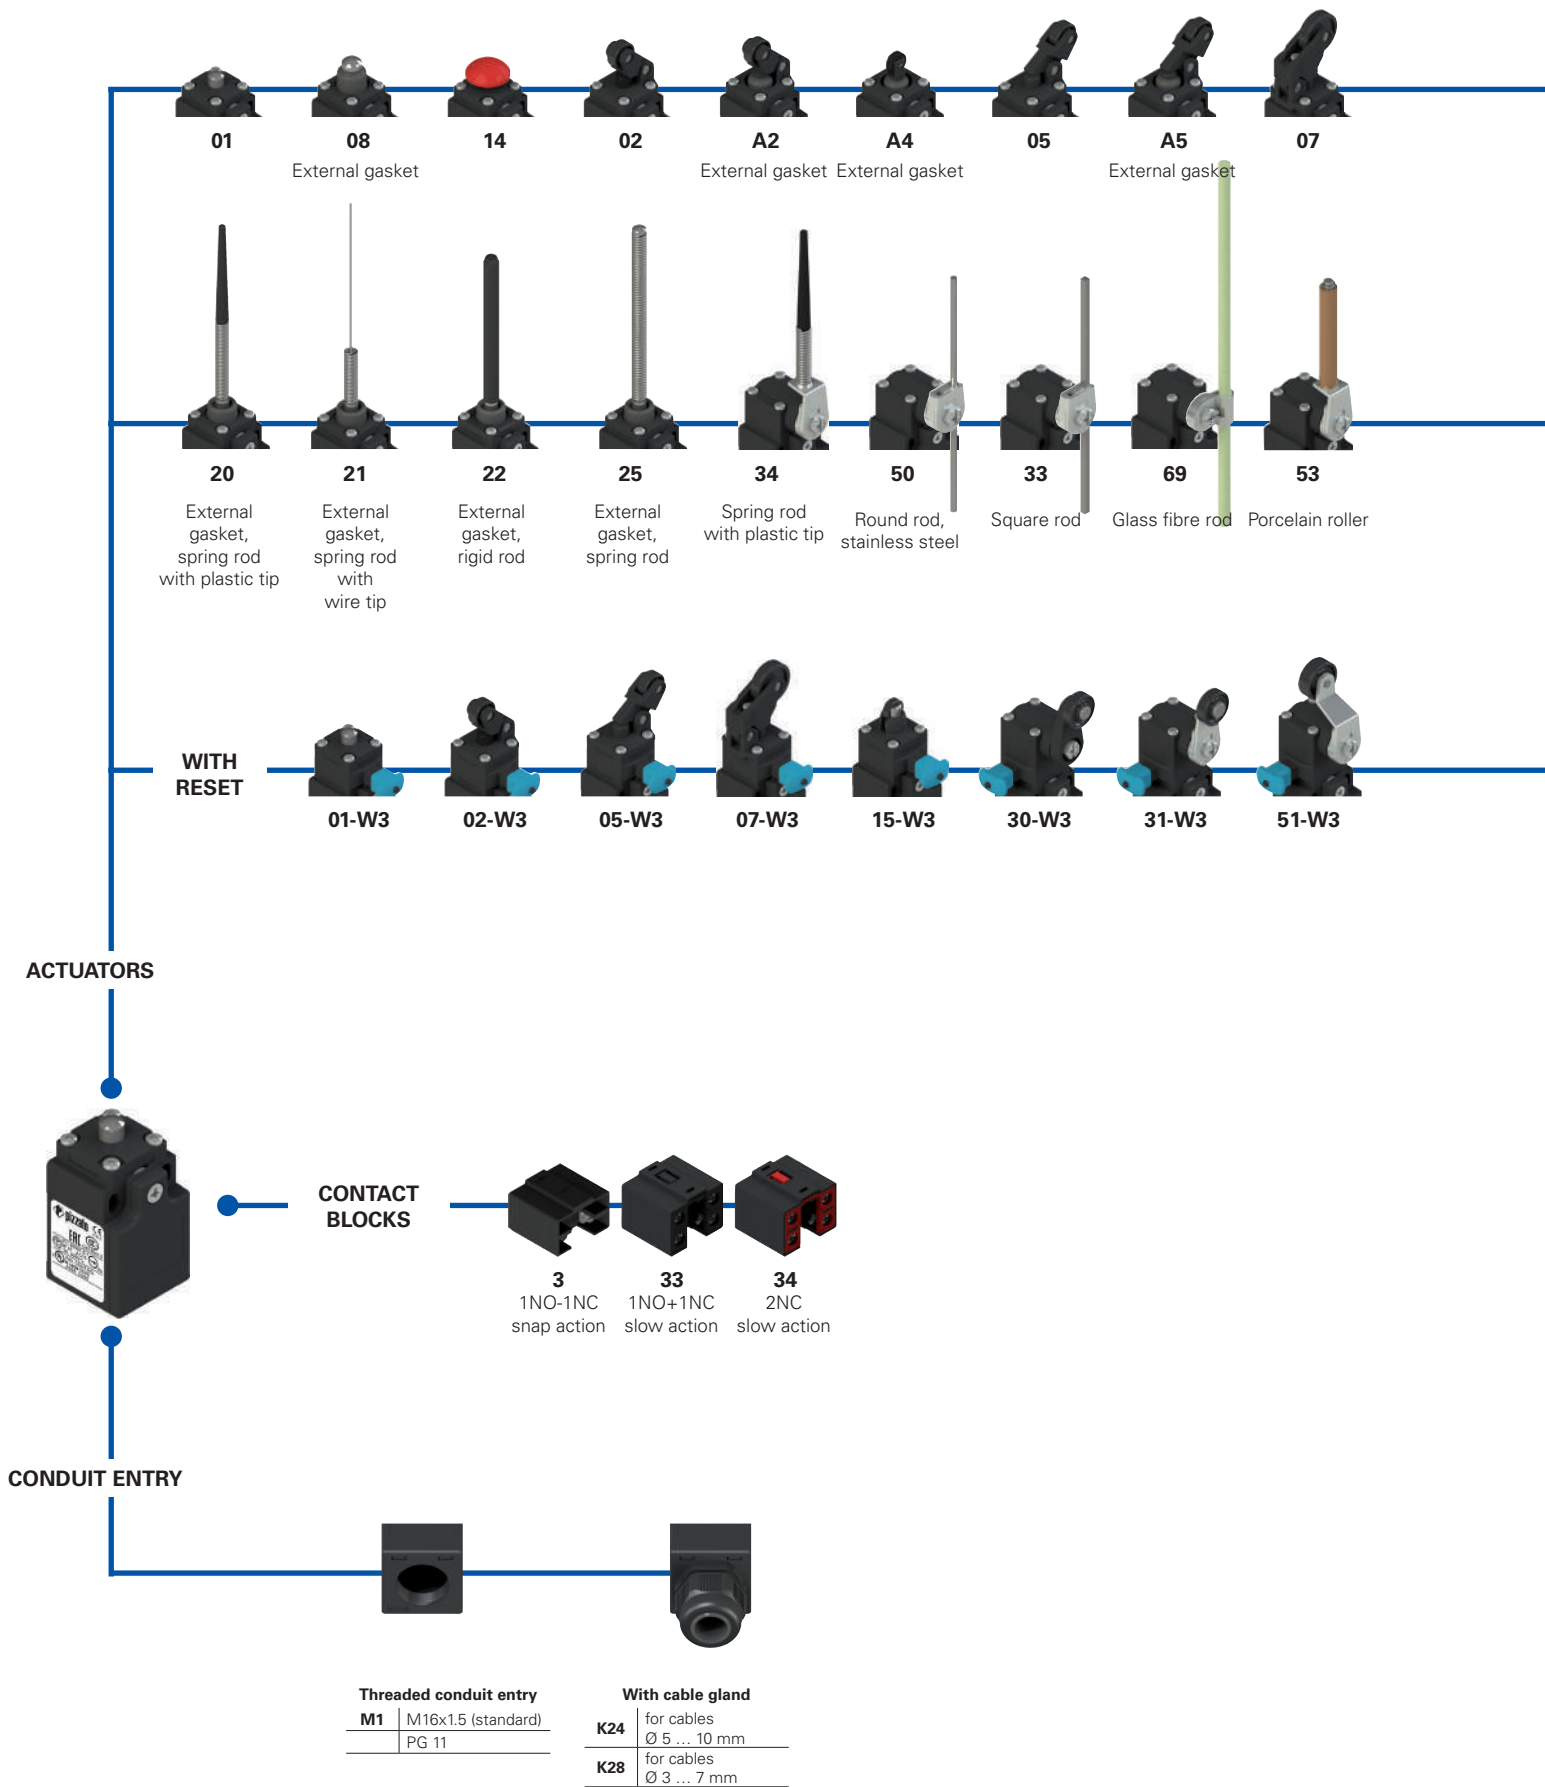 01 08 14 02 A2 A4 05 A5 07
External gasket External gasket External gasket External gasket
20 21 22 25 34 50 33 69 53
External
gasket,
spring rod
with plastic tip
External
gasket,
spring rod
with
wire tip
External
gasket,
rigid rod
External
gasket,
spring rod
Spring rod
with plastic tip
Round rod,
stainless steel
Square rod
Glass fibre rod
Porcelain roller
WITH
RESET
01-W3 02-W3 05-W3 07-W3 15-W3 30-W3 31-W3 51-W3
ACTUATORS
pizzato CE
EAC
CONTACT
BLOCKS
3
1NO-1NC
snap action
33
1NO+1NC
slow action
34
2NC
slow action
CONDUIT ENTRY
Threaded conduit entry
M1 M16x1.5 (standard)
PG 11
With cable gland
K24 for cables
Ø 5 … 10 mm
K28 for cables
Ø 3 … 7 mm